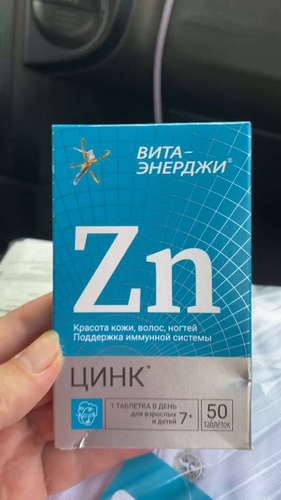 ВИТА-
ЭНЕРДЖИ®
Zn
Красота кожи, волос, ногтей
Поддержка иммунной системы
ЦИНК®
1 ТАБЛЕТКА В ДЕНЬ
для взрослых
и детей 7+
50
таблеток